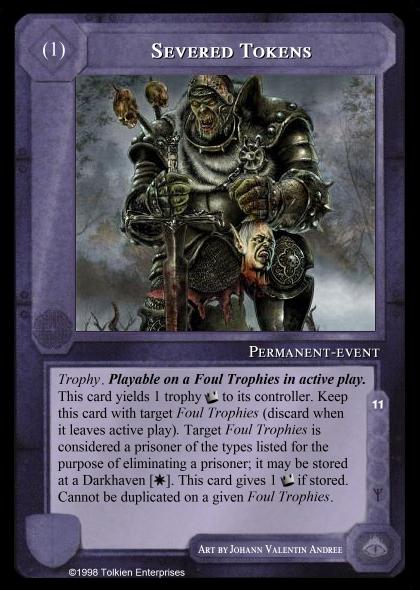 (1)
SEVERED TOKENS
PERMANENT-EVENT
Trophy. Playable on a Foul Trophies in active play.
This card yields 1 trophy to its controller. Keep
this card with target Foul Trophies (discard when
it leaves active play). Target Foul Trophies is
considered a prisoner of the types listed for the
purpose of eliminating a prisoner; it may be stored
at a Darkhaven [✷]. This card gives 1 if stored.
Cannot be duplicated on a given Foul Trophies.
11
ART BY JOHANN VALENTIN ANDREE
©1998 Tolkien Enterprises